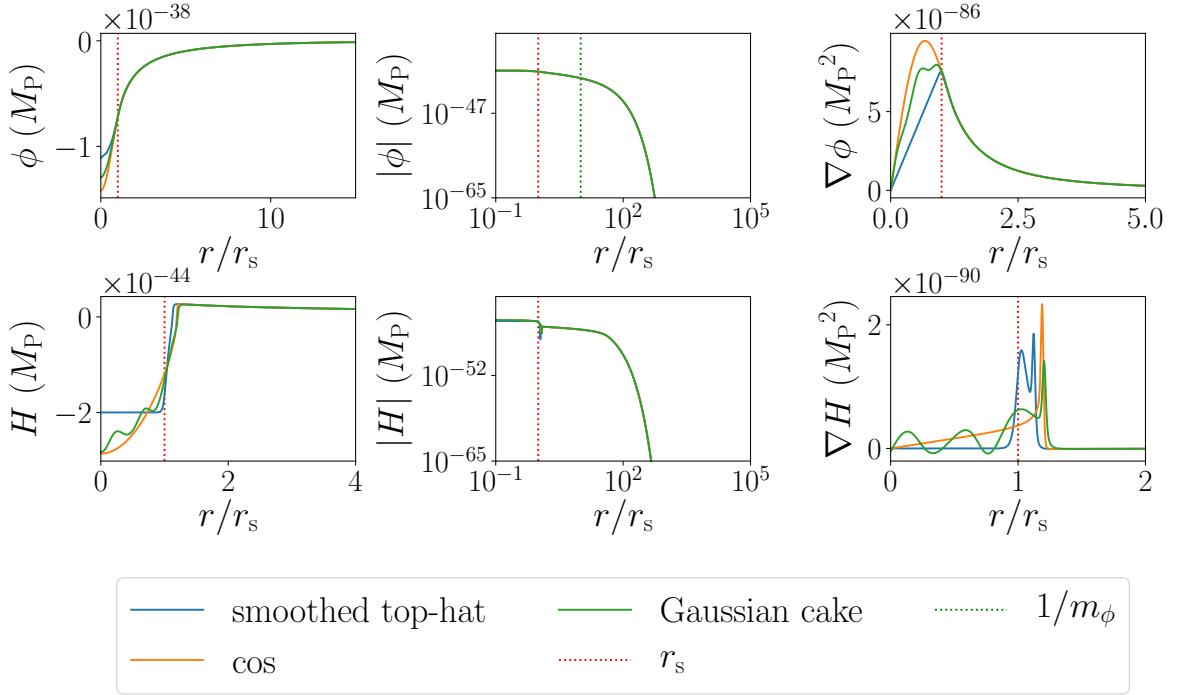 ×10⁻³⁸
ϕ (M_P)
0
−1
0
10
r/r_s
|ϕ| (M_P)
10⁻⁴⁷
10⁻⁶⁵
10⁻¹
10²
10⁵
r/r_s
×10⁻⁸⁶
∇ϕ (M_P²)
5
0
0.0
2.5
5.0
r/r_s
×10⁻⁴⁴
H (M_P)
0
−2
0
2
4
r/r_s
|H| (M_P)
10⁻⁵²
10⁻⁶⁵
10⁻¹
10²
10⁵
r/r_s
×10⁻⁹⁰
∇H (M_P²)
2
0
0
1
2
r/r_s
smoothed top-hat
cos
Gaussian cake
r_s
1/m_ϕ